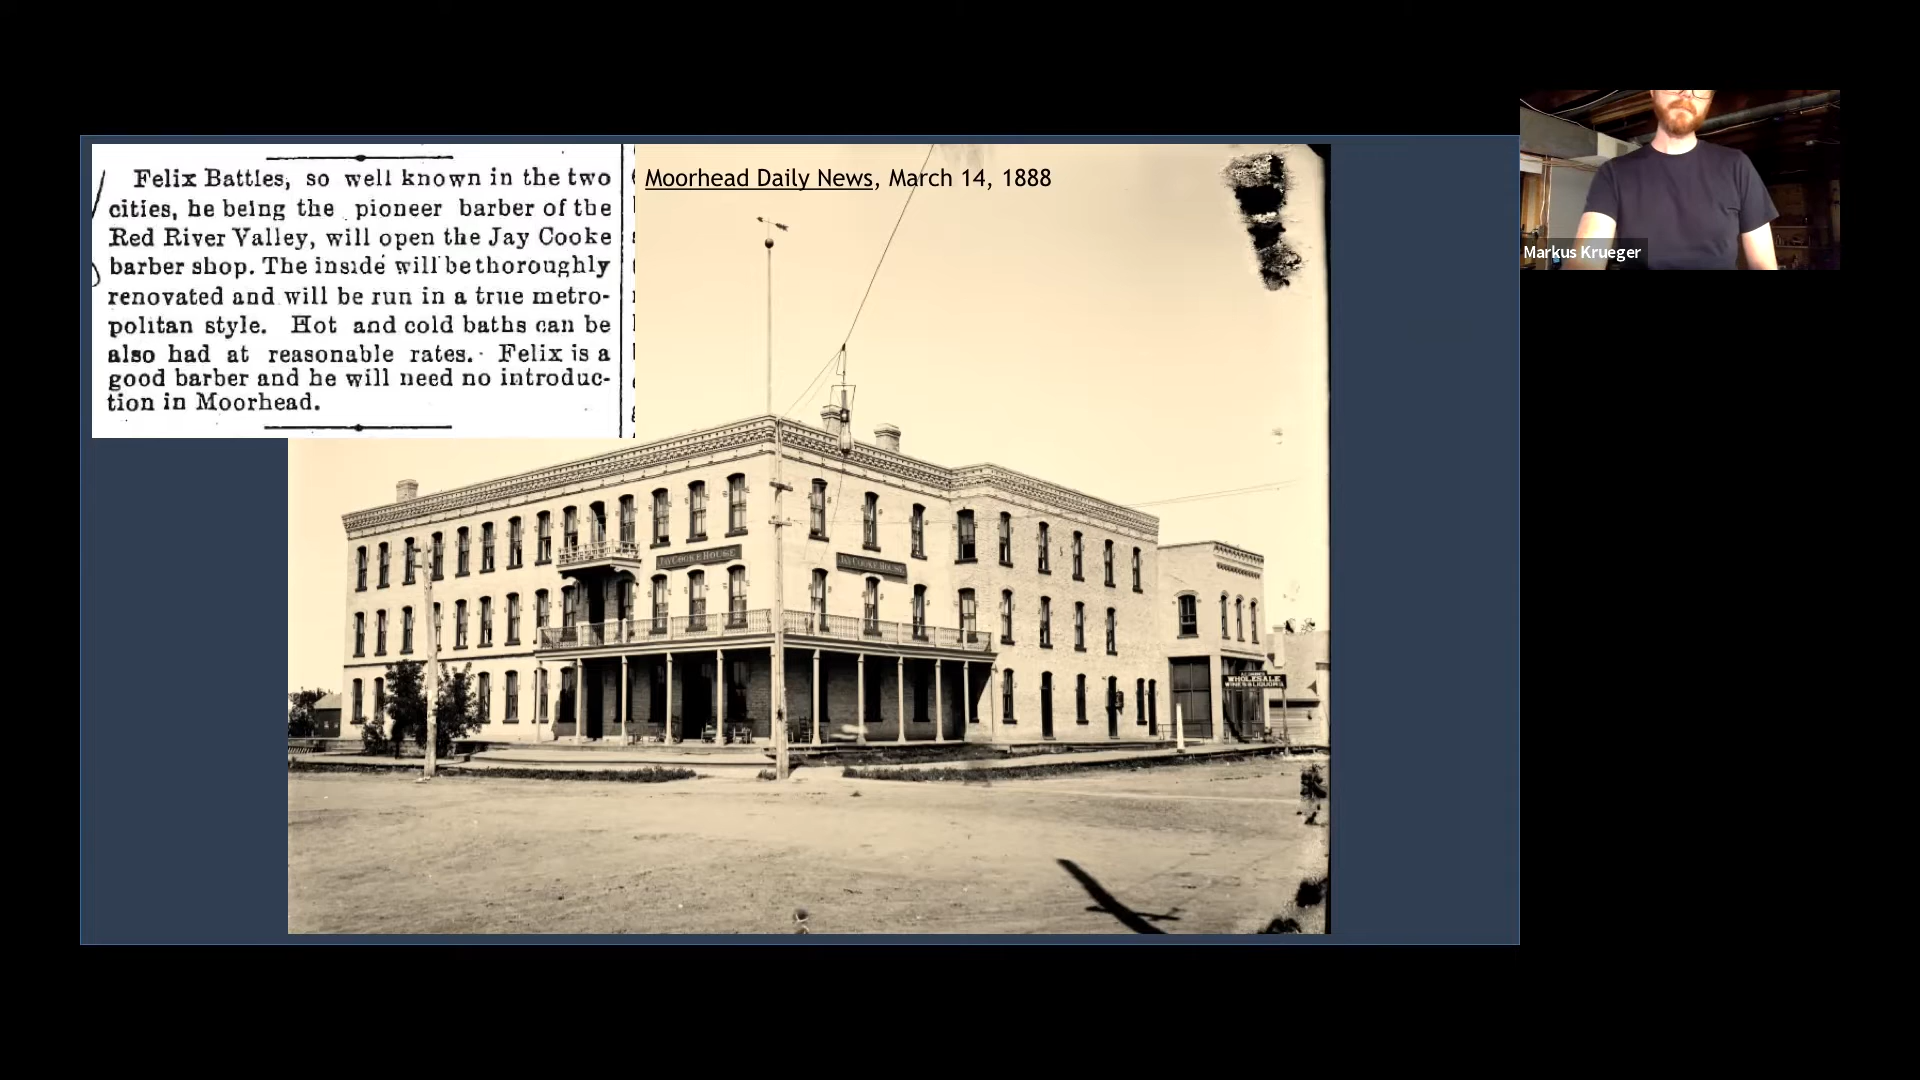 Felix Battles, so well known in the two
cities, he being the pioneer barber of the
Red River Valley, will open the Jay Cooke
barber shop. The inside will be thoroughly
renovated and will be run in a true metro-
politan style. Hot and cold baths can be
also had at reasonable rates. Felix is a
good barber and he will need no introduc-
tion in Moorhead.
Moorhead Daily News, March 14, 1888
Markus Krueger
JAY COOKE HOUSE
JAY COOKE HOUSE
WHOLESALE
WINES & LIQUORS